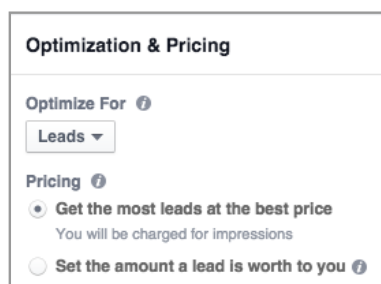 Optimization & Pricing
Optimize For
Leads
Pricing
Get the most leads at the best price
You will be charged for impressions
Set the amount a lead is worth to you